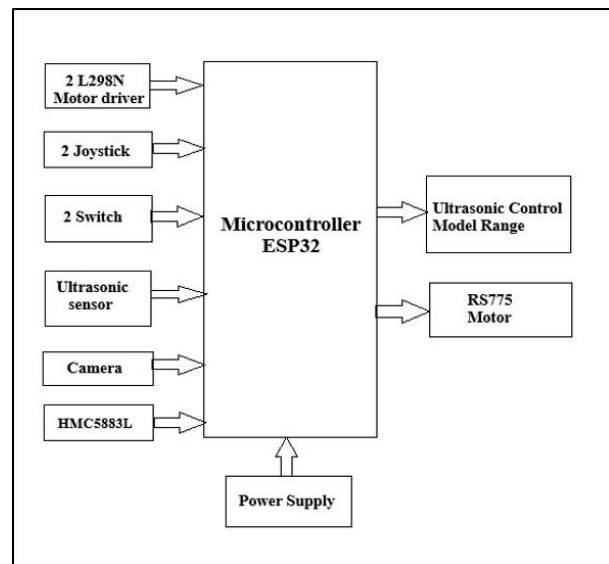 2 L298N
Motor driver
2 Joystick
2 Switch
Ultrasonic
sensor
Camera
HMC5883L
Microcontroller
ESP32
Ultrasonic Control
Model Range
RS775
Motor
Power Supply